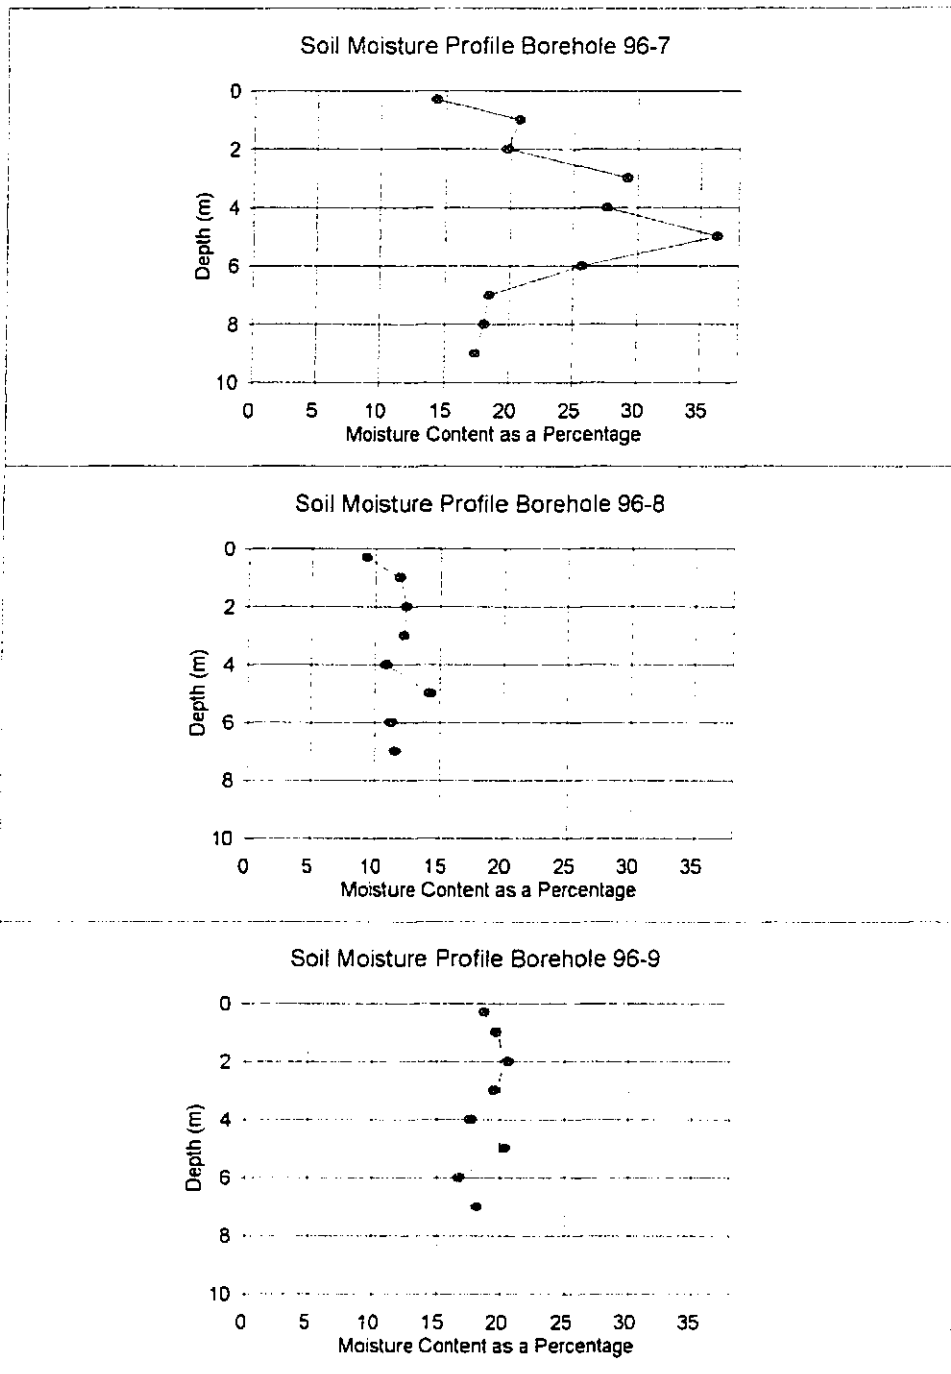 Soil Moisture Profile Borehole 96-7
0
2
4
6
8
10
Depth (m)
0 5 10 15 20 25 30 35
Moisture Content as a Percentage
Soil Moisture Profile Borehole 96-8
0
2
4
6
8
10
Depth (m)
0 5 10 15 20 25 30 35
Moisture Content as a Percentage
Soil Moisture Profile Borehole 96-9
0
2
4
6
8
10
Depth (m)
0 5 10 15 20 25 30 35
Moisture Content as a Percentage